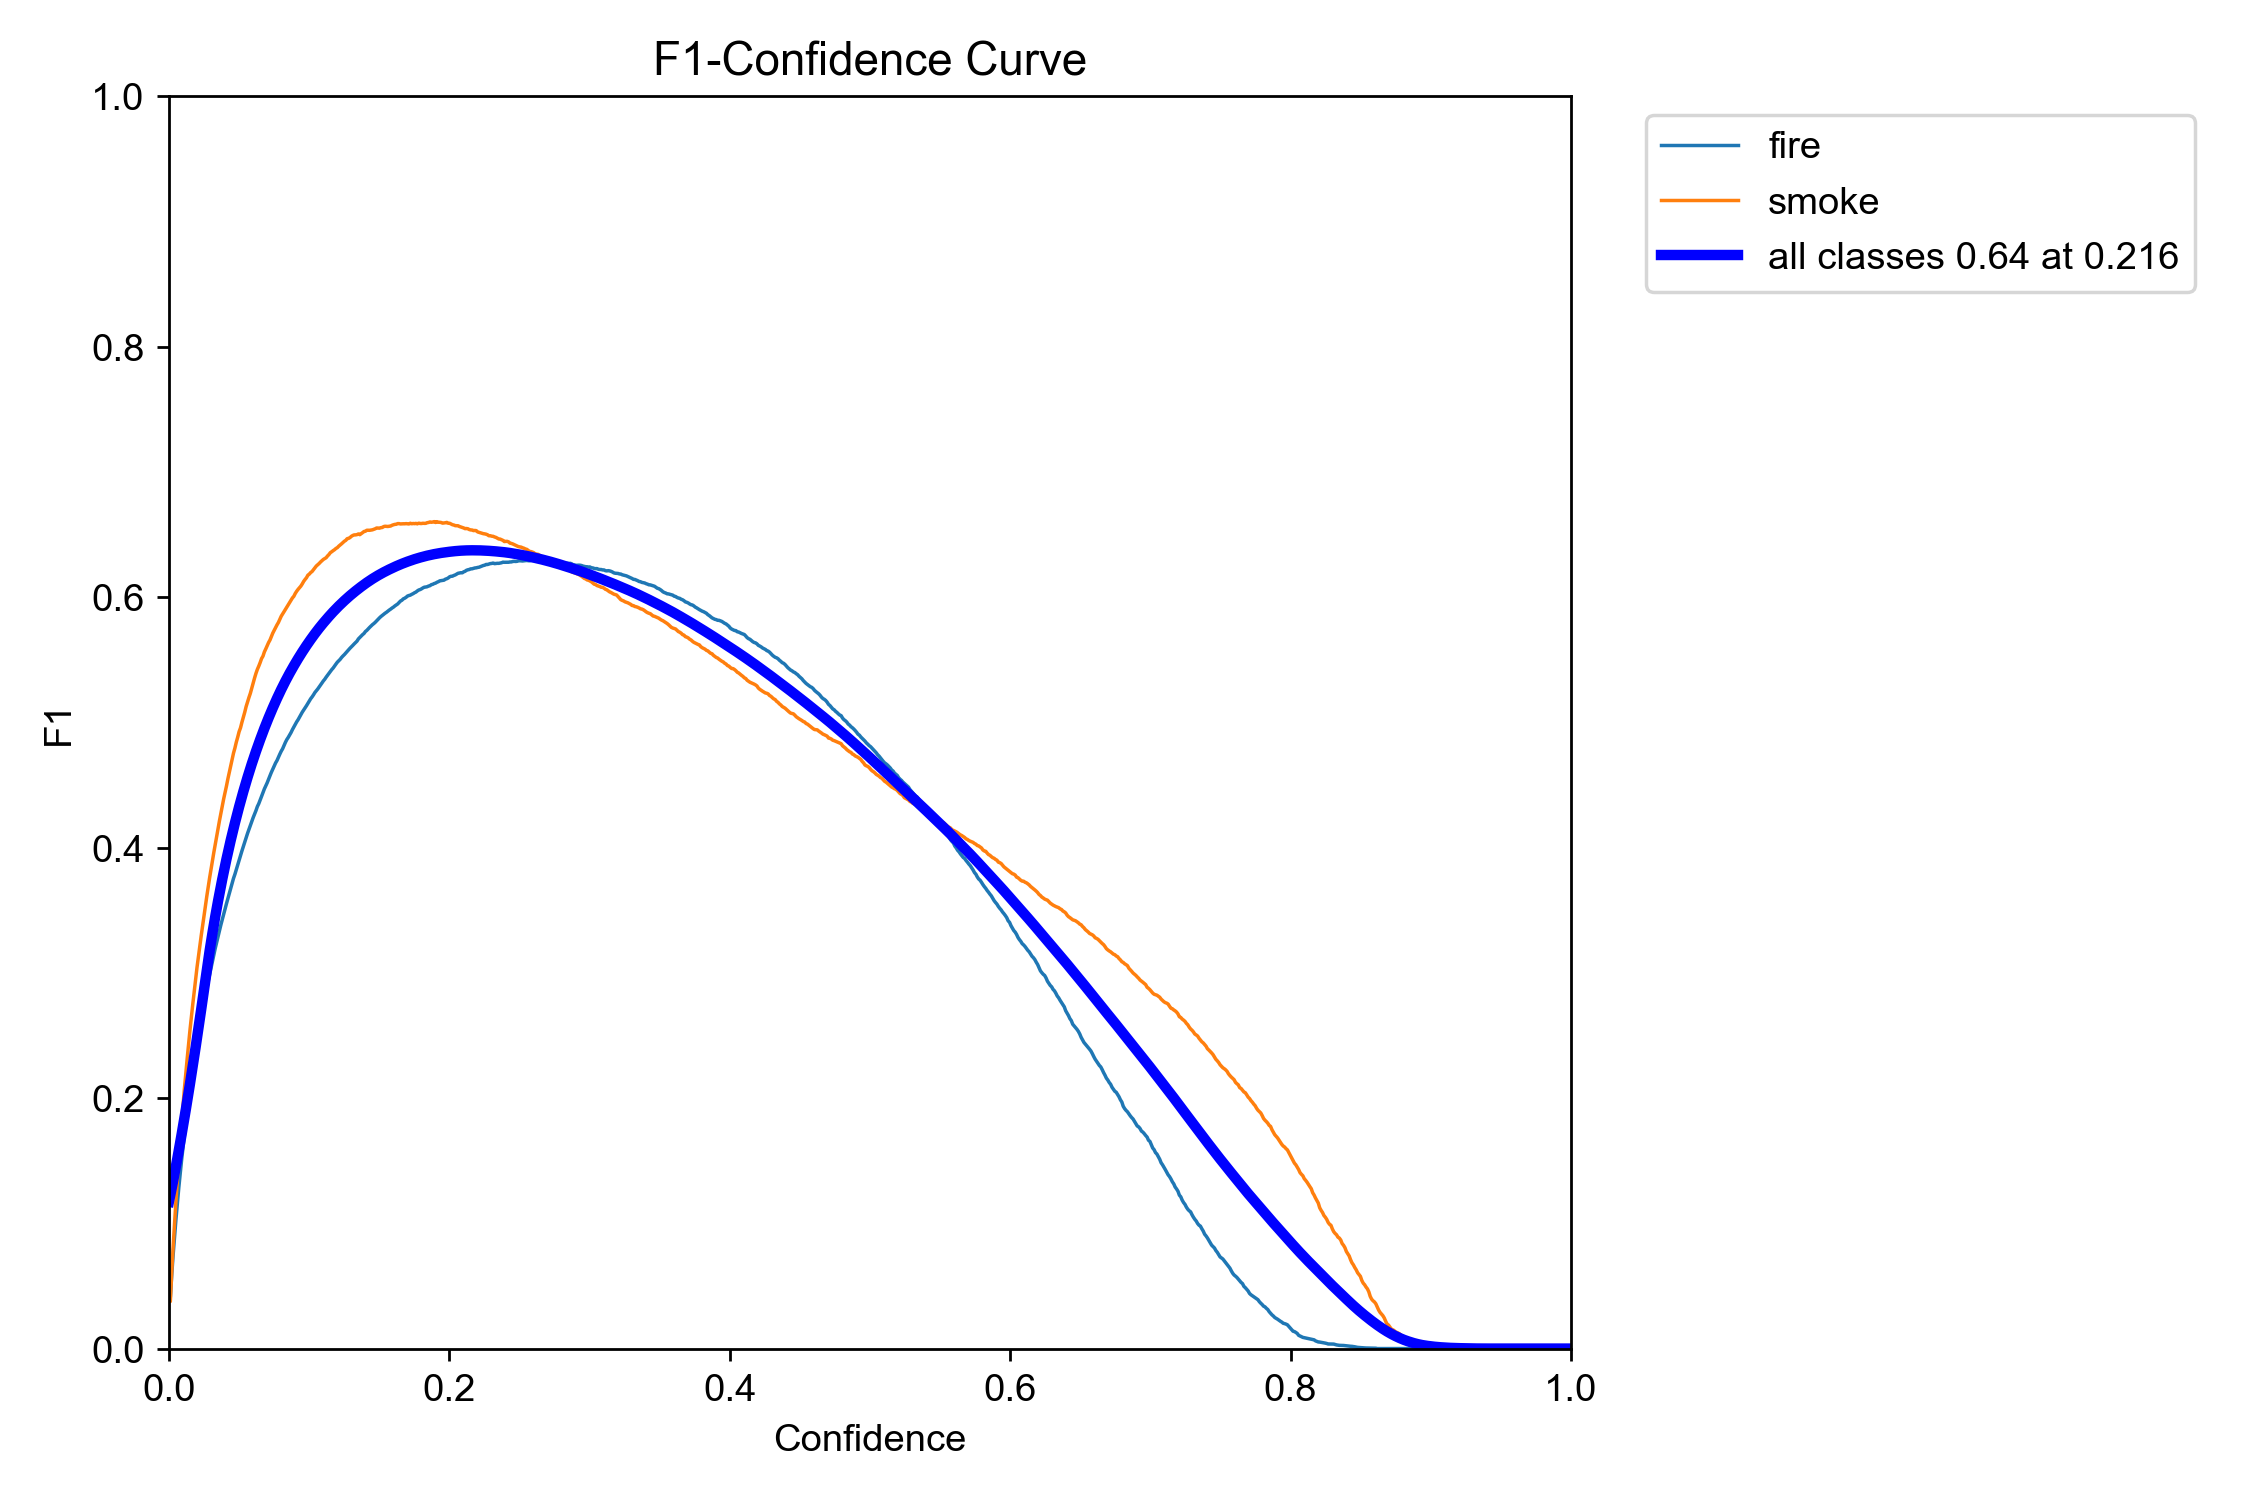 F1-Confidence Curve
1.0
0.8
0.6
0.4
0.2
0.0
F1
0.0 0.2 0.4 0.6 0.8 1.0
Confidence
fire
smoke
all classes 0.64 at 0.216